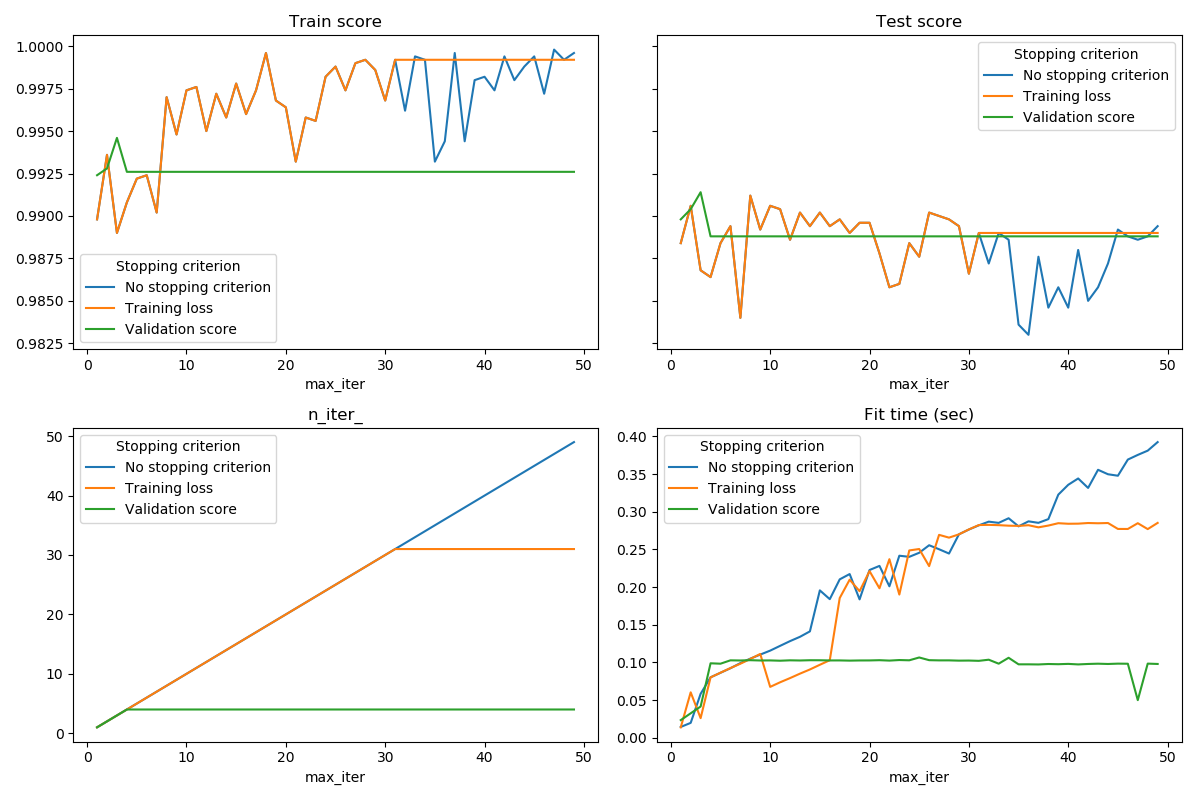 Train score
1.0000
0.9975
0.9950
0.9925
0.9900
0.9875
0.9850
0.9825
Stopping criterion
No stopping criterion
Training loss
Validation score
0 10 20 30 40 50
max_iter
Test score
Stopping criterion
No stopping criterion
Training loss
Validation score
0 10 20 30 40 50
max_iter
n_iter_
50
40
30
20
10
0
Stopping criterion
No stopping criterion
Training loss
Validation score
0 10 20 30 40 50
max_iter
Fit time (sec)
0.40
0.35
0.30
0.25
0.20
0.15
0.10
0.05
0.00
Stopping criterion
No stopping criterion
Training loss
Validation score
0 10 20 30 40 50
max_iter